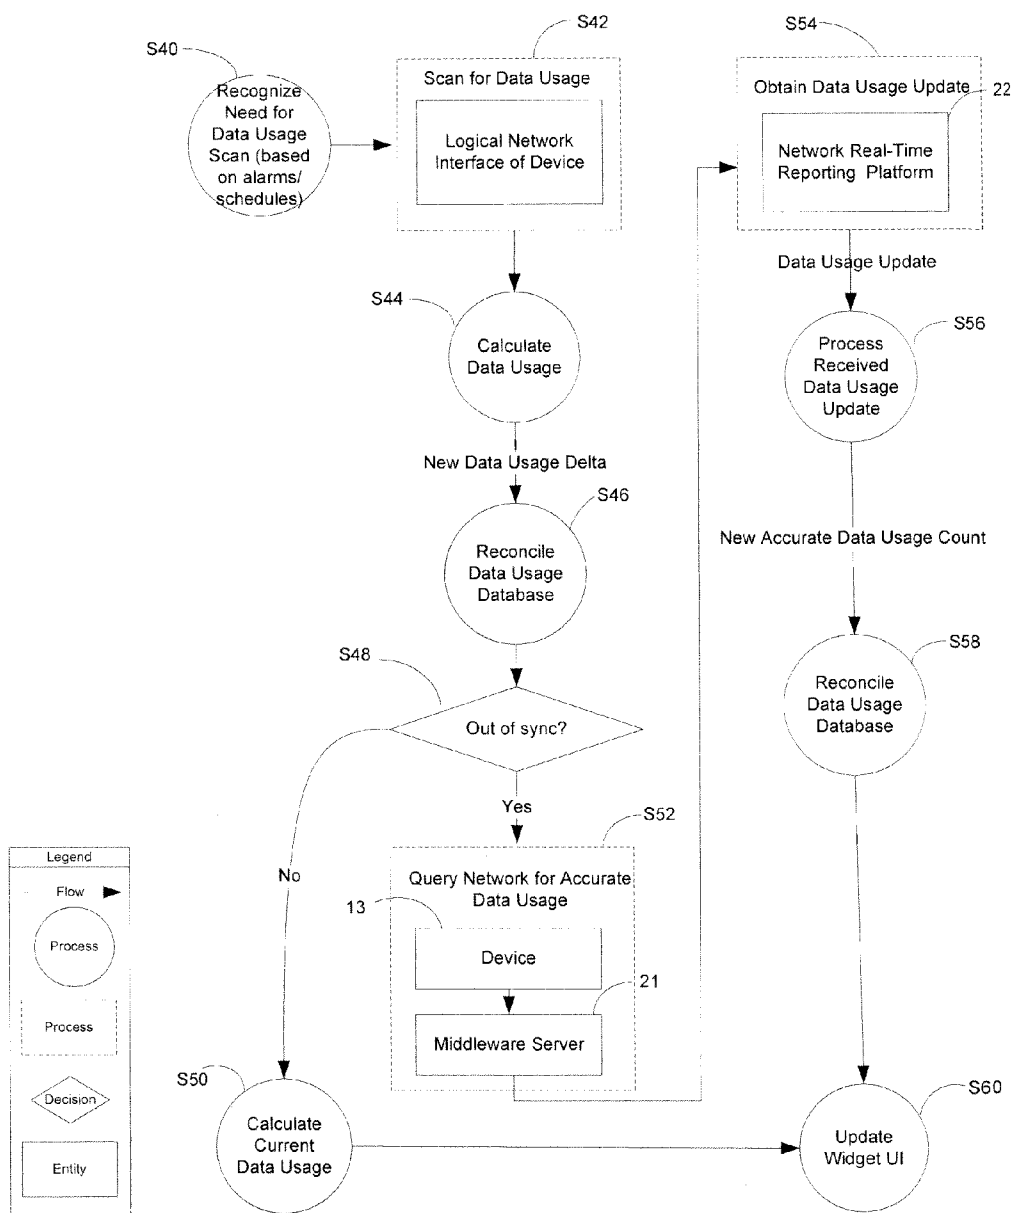 S40
Recognize
Need for
Data Usage
Scan (based
on alarms/
schedules)
S42
Scan for Data Usage
Logical Network
Interface of Device
S44
Calculate
Data Usage
New Data Usage Delta
S46
Reconcile
Data Usage
Database
S48
Out of sync?
Yes
No
S52
Query Network for Accurate
Data Usage
13
Device
21
Middleware Server
S50
Calculate
Current
Data Usage
S54
Obtain Data Usage Update
22
Network Real-Time
Reporting Platform
Data Usage Update
S56
Process
Received
Data Usage
Update
New Accurate Data Usage Count
S58
Reconcile
Data Usage
Database
S60
Update
Widget UI
Legend
Flow
Process
Process
Decision
Entity